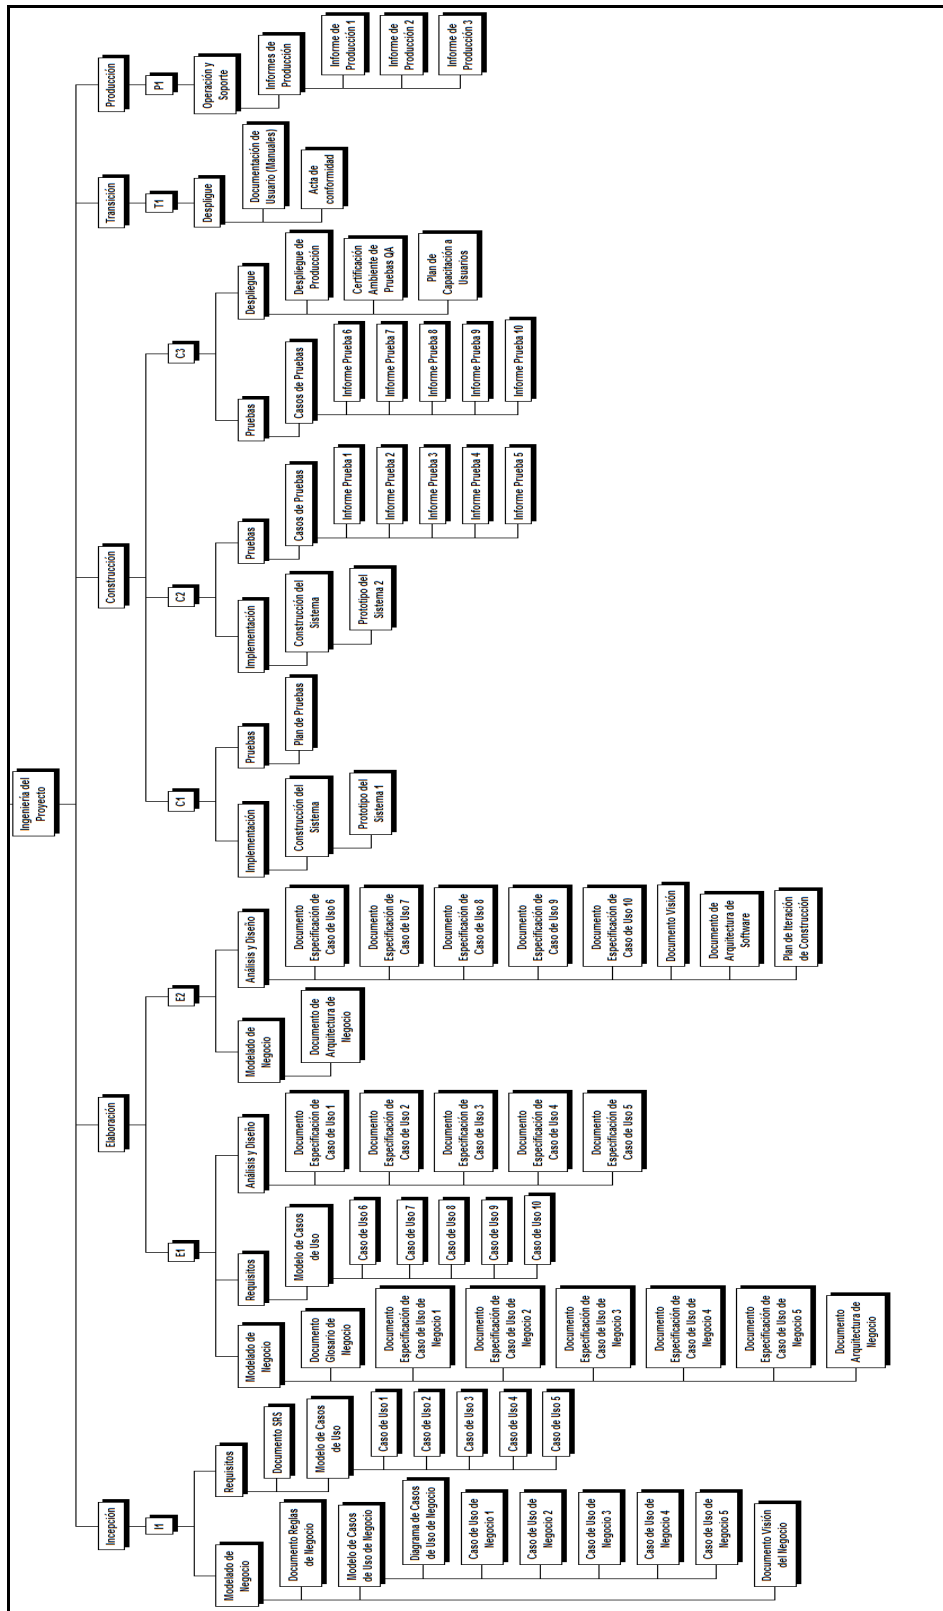 Ingeniería del
Proyecto
Incepción
I1
Modelado de
Negocio
Documento Reglas
de Negocio
Modelo de Casos
de Uso de Negocio
Diagrama de Casos
de Uso de Negocio
Caso de Uso de
Negocio 1
Caso de Uso de
Negocio 2
Caso de Uso de
Negocio 3
Caso de Uso de
Negocio 4
Caso de Uso de
Negocio 5
Documento Visión
del Negocio
Requisitos
Documento SRS
Modelo de Casos
de Uso
Caso de Uso 1
Caso de Uso 2
Caso de Uso 3
Caso de Uso 4
Caso de Uso 5
Elaboración
E1
Modelado de
Negocio
Documento
Glosario de
Negocio
Documento
Especificación de
Caso de Uso de
Negocio 1
Documento
Especificación de
Caso de Uso de
Negocio 2
Documento
Especificación de
Caso de Uso de
Negocio 3
Documento
Especificación de
Caso de Uso de
Negocio 4
Documento
Especificación de
Caso de Uso de
Negocio 5
Documento
Arquitectura de
Negocio
Requisitos
Modelo de Casos
de Uso
Caso de Uso 6
Caso de Uso 7
Caso de Uso 8
Caso de Uso 9
Caso de Uso 10
Análisis y Diseño
Documento
Especificación de
Caso de Uso 1
Documento
Especificación de
Caso de Uso 2
Documento
Especificación de
Caso de Uso 3
Documento
Especificación de
Caso de Uso 4
Documento
Especificación de
Caso de Uso 5
E2
Modelado de
Negocio
Documento de
Arquitectura de
Negocio
Análisis y Diseño
Documento
Especificación de
Caso de Uso 6
Documento
Especificación de
Caso de Uso 7
Documento
Especificación de
Caso de Uso 8
Documento
Especificación de
Caso de Uso 9
Documento
Especificación de
Caso de Uso 10
Documento Visión
Documento de
Arquitectura de
Software
Plan de Iteración
de Construcción
Construcción
C1
Implementación
Construcción del
Sistema
Prototipo del
Sistema 1
Pruebas
Plan de Pruebas
C2
Implementación
Construcción del
Sistema
Prototipo del
Sistema 2
Pruebas
Casos de Pruebas
Informe Prueba 1
Informe Prueba 2
Informe Prueba 3
Informe Prueba 4
Informe Prueba 5
C3
Pruebas
Casos de Pruebas
Informe Prueba 6
Informe Prueba 7
Informe Prueba 8
Informe Prueba 9
Informe Prueba 10
Despliegue
Despliegue de
Producción
Certificación
Ambiente de
Pruebas QA
Plan de
Capacitación a
Usuarios
Transición
T1
Despligue
Documentación de
Usuario (Manuales)
Acta de
conformidad
Producción
P1
Operación y
Soporte
Informes de
Producción
Informe de
Producción 1
Informe de
Producción 2
Informe de
Producción 3